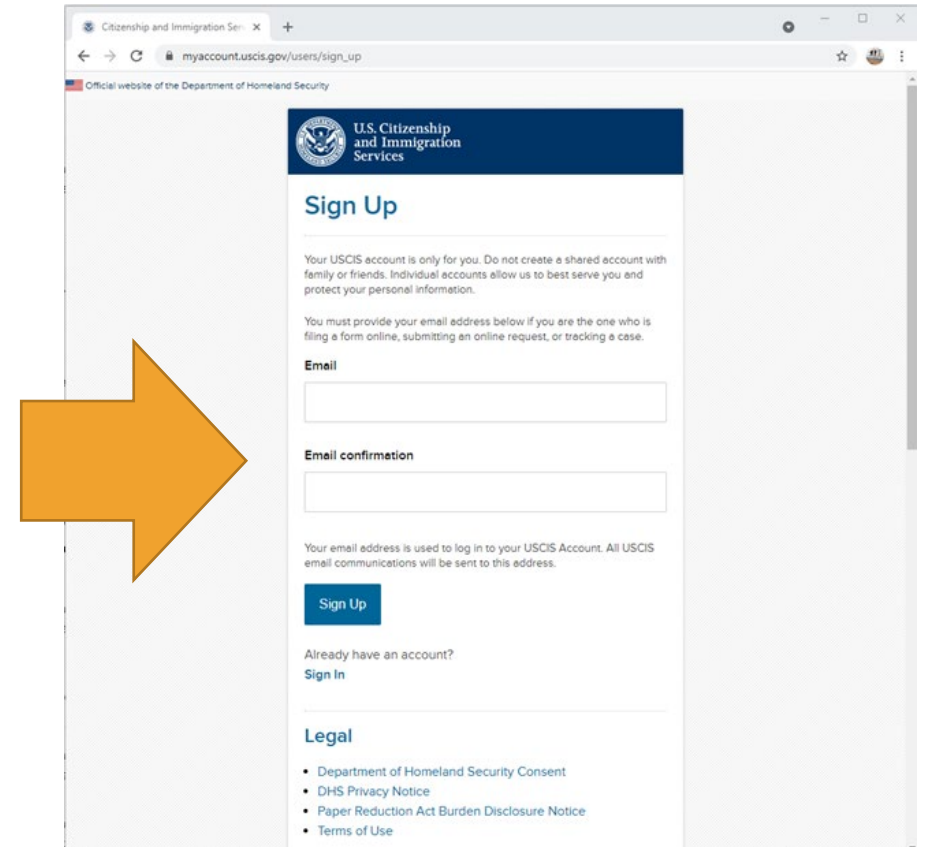 Citizenship and Immigration Ser
myaccount.uscis.gov/users/sign_up
Official website of the Department of Homeland Security
U.S. Citizenship
and Immigration
Services
Sign Up
Your USCIS account is only for you. Do not create a shared account with
family or friends. Individual accounts allow us to best serve you and
protect your personal information.
You must provide your email address below if you are the one who is
filing a form online, submitting an online request, or tracking a case.
Email
Email confirmation
Your email address is used to log in to your USCIS Account. All USCIS
email communications will be sent to this address.
Sign Up
Already have an account?
Sign In
Legal
• Department of Homeland Security Consent
• DHS Privacy Notice
• Paper Reduction Act Burden Disclosure Notice
• Terms of Use